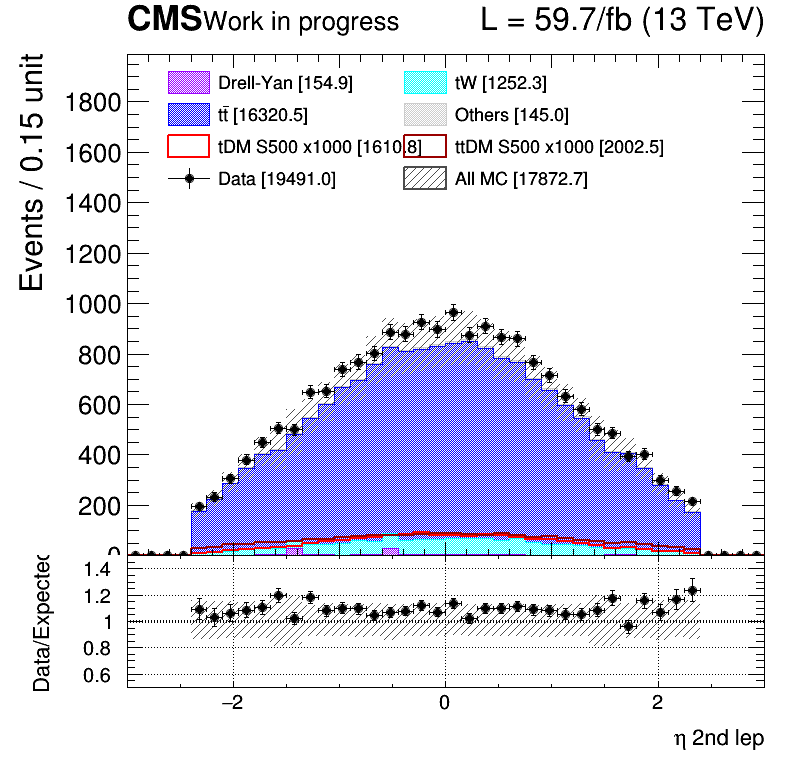 CMS Work in progress L = 59.7/fb (13 TeV)
Events / 0.15 unit
Drell-Yan [154.9] tW [1252.3]
tt̄ [16320.5] Others [145.0]
tDM S500 x1000 [1610.8] ttDM S500 x1000 [2002.5]
Data [19491.0] All MC [17872.7]
1800
1600
1400
1200
1000
800
600
400
200
0
Data/Expected
1.4
1.2
1
0.8
0.6
−2 0 2
η 2nd lep